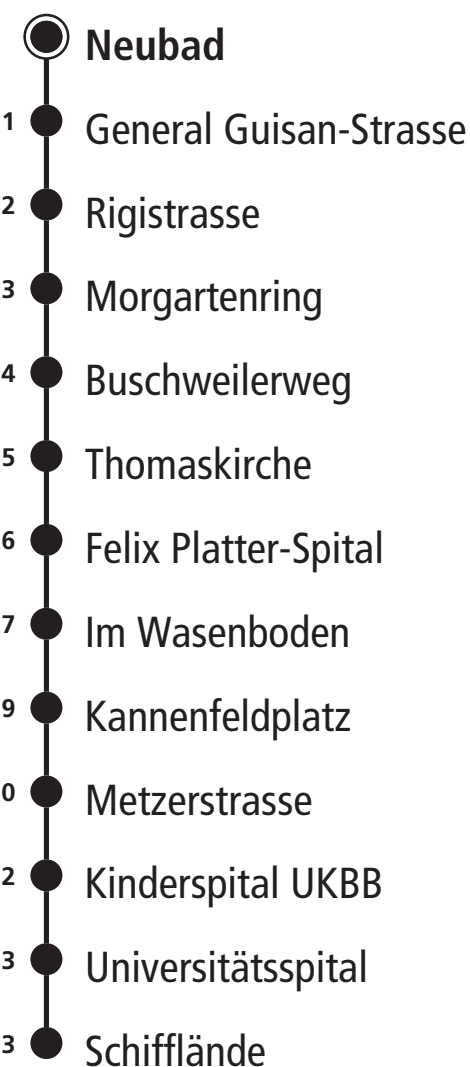 Neubad
1 General Guisan-Strasse
2 Rigistrasse
3 Morgartenring
4 Buschweilerweg
5 Thomaskirche
6 Felix Platter-Spital
7 Im Wasenboden
9 Kannenfeldplatz
0 Metzerstrasse
2 Kinderspital UKBB
3 Universitätsspital
3 Schifflände